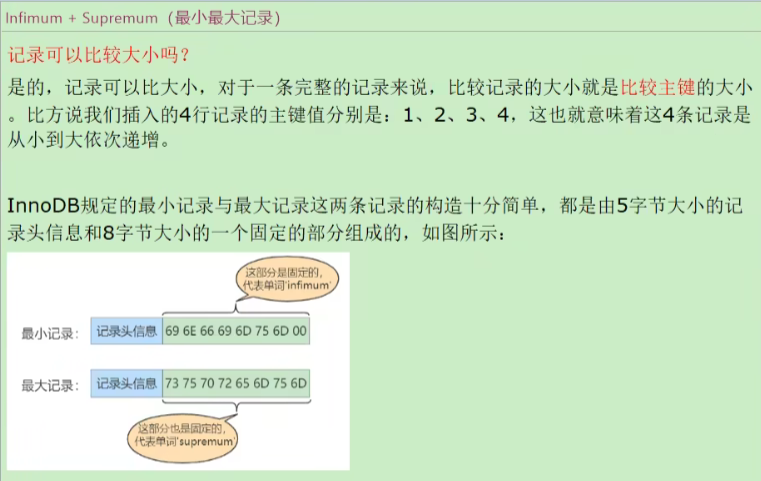 Infimum + Supremum（最小最大记录）
记录可以比较大小吗？
是的，记录可以比大小，对于一条完整的记录来说，比较记录的大小就是比较主键的大小
。比方说我们插入的4行记录的主键值分别是：1、2、3、4，这也就意味着这4条记录是
从小到大依次递增。
InnoDB规定的最小记录与最大记录这两条记录的构造十分简单，都是由5字节大小的记
录头信息和8字节大小的一个固定的部分组成的，如图所示：
这部分是固定的，
代表单词'infimum'
最小记录： 记录头信息 69 6E 66 69 6D 75 6D 00
最大记录： 记录头信息 73 75 70 72 65 6D 75 6D
这部分也是固定的，
代表单词'supremum'